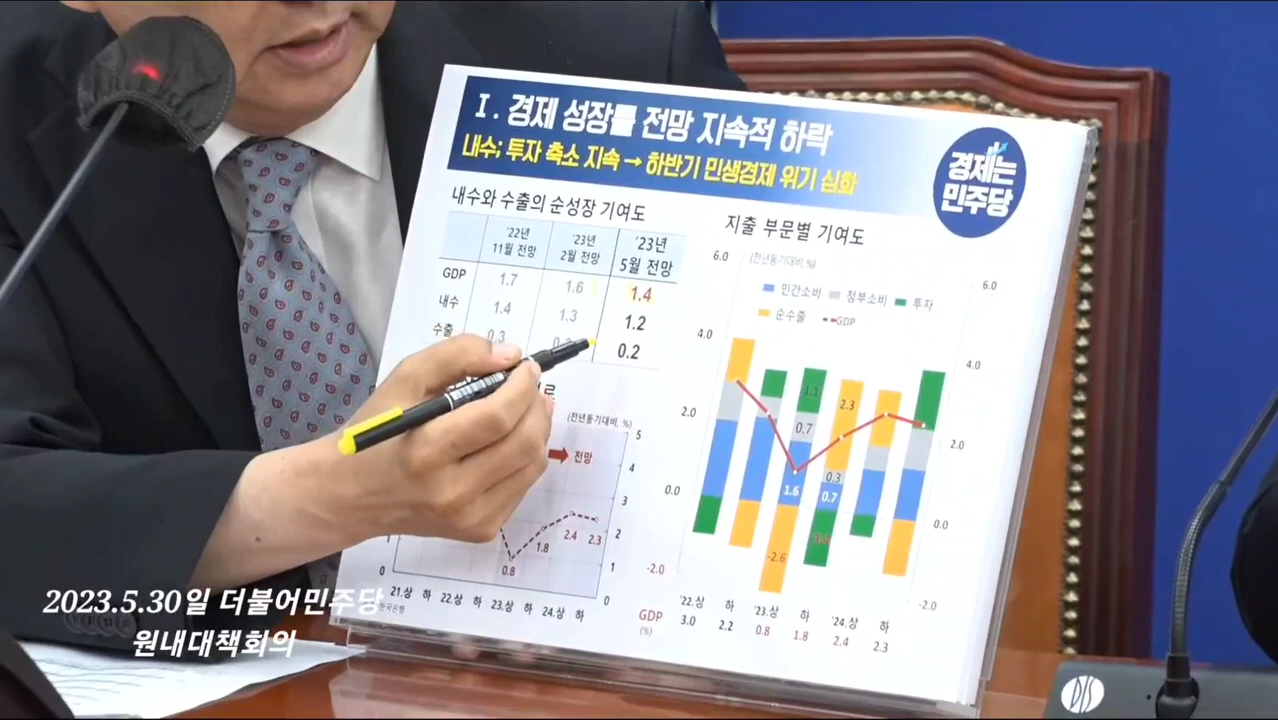 Ⅰ. 경제 성장률 전망 지속적 하락
내수; 투자 축소 지속 → 하반기 민생경제 위기 심화
경제는
민주당
내수와 수출의 순성장 기여도
'22년 11월 전망 '23년 2월 전망 '23년 5월 전망
GDP 1.7 1.6 1.4
내수 1.4 1.3 1.2
수출 0.3 0.2
(전년동기대비, %)
전망
5
4
3
2
1
0
1
0
0.8 1.8 2.4 2.3
21.상 하 22.상 하 23.상 하 24.상 하
한국은행
지출 부문별 기여도
(전년동기대비,%)
민간소비 정부소비 투자
순수출 GDP
6.0
4.0
2.0
0.0
-2.0
6.0
4.0
2.0
0.0
-2.0
1.1
0.7
1.6
-2.6
2.3
0.3
0.7
'22.상 하 '23.상 하 '24.상 하
GDP 3.0 2.2 0.8 1.8 2.4 2.3
(%)
2023.5.30일 더불어민주당
원내대책회의